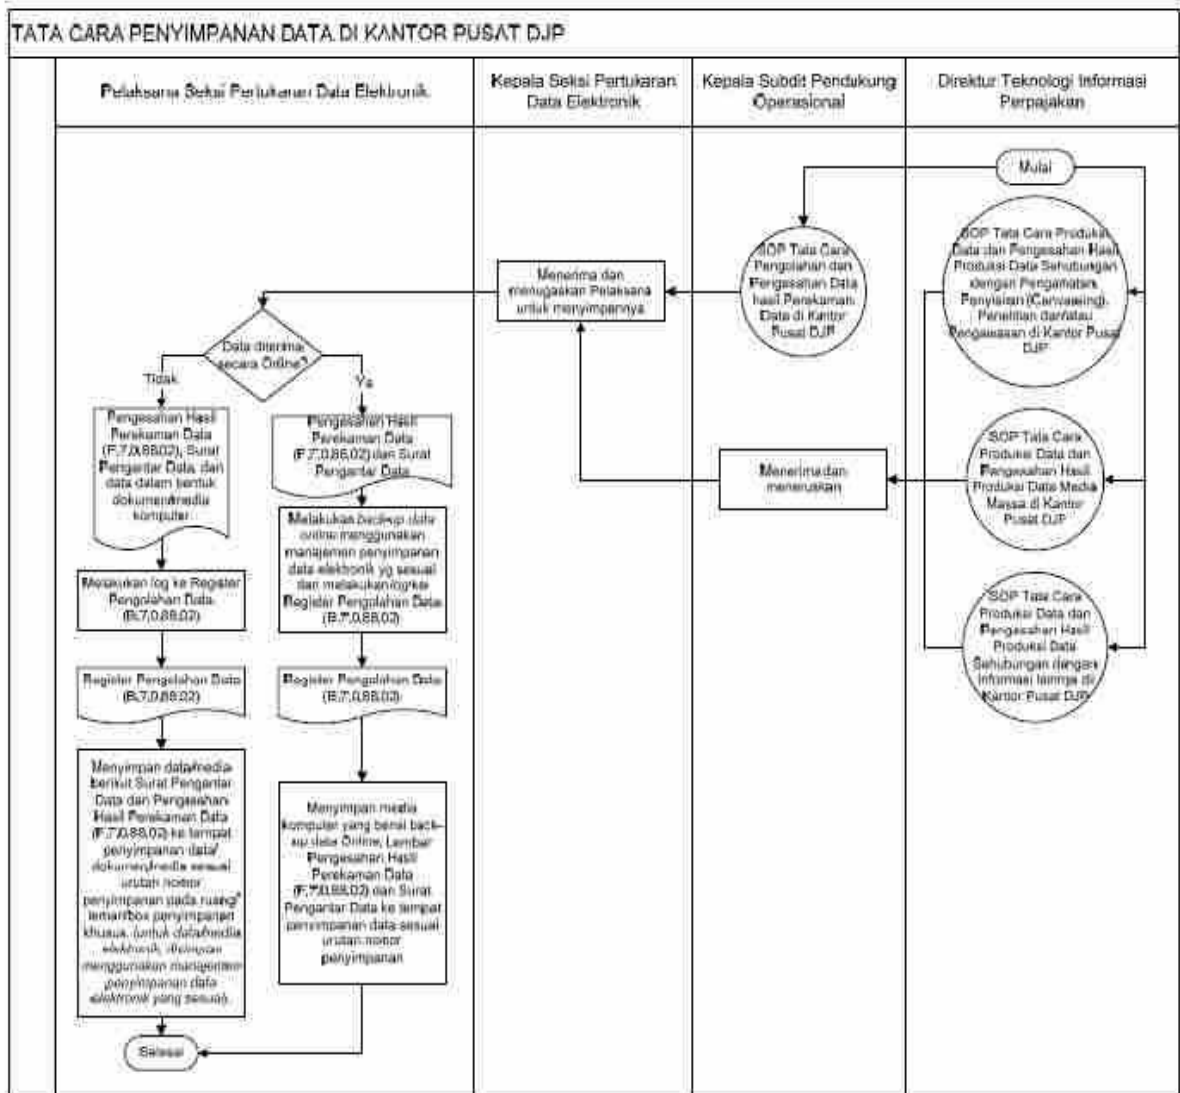 TATA CARA PENYIMPANAN DATA DI KANTOR PUSAT DJP
Pelaksana Seksi Pertukaran Data Elektronik
Kepala Seksi Pertukaran
Data Elektronik
Kepala Subdit Pendukung
Operasional
Direktur Teknologi Informasi
Perpajakan
Mulai
SOP Tata Cara Produksi
Data dan Pengesahan Hasil
Produksi Data Sehubungan
dengan Pengamatan,
Penyisiran (Canvassing),
Penelitian dan/atau
Pengawasan di Kantor Pusat
DJP
SOP Tata Cara
Pengolahan dan
Pengesahan Data
hasil Perekaman
Data di Kantor
Pusat DJP
Menerima dan
menugaskan Pelaksana
untuk menyimpannya
Data diterima
secara Online?
Tidak
Ya
Pengesahan Hasil
Perekaman Data
(F.7.0.88.02), Surat
Pengantar Data, dan
data dalam bentuk
dokumen/media
komputer
Pengesahan Hasil
Perekaman Data
(F.7.0.88.02) dan Surat
Pengantar Data
SOP Tata Cara
Produksi Data dan
Pengesahan Hasil
Produksi Data Media
Massa di Kantor
Pusat DJP
Menerima dan
meneruskan
Melakukan back-up data
online menggunakan
manajemen penyimpanan
data elektronik yg sesuai
dan melakukan log ke
Register Pengolahan Data
(B.7.0.88.02)
Melakukan log ke Register
Pengolahan Data
(B.7.0.88.02)
SOP Tata Cara
Produksi Data dan
Pengesahan Hasil
Produksi Data
Sehubungan dengan
Informasi lainnya di
Kantor Pusat DJP
Register Pengolahan Data
(B.7.0.88.02)
Register Pengolahan Data
(B.7.0.88.02)
Menyimpan data/media
berikut Surat Pengantar
Data dan Pengesahan
Hasil Perekaman Data
(F.7.0.88.02) ke tempat
penyimpanan data/
dokumen/media sesuai
urutan nomor
penyimpanan pada ruang/
lemari/box penyimpanan
khusus. (untuk data/media
elektronik, disimpan
menggunakan manajemen
penyimpanan data
elektronik yang sesuai).
Menyimpan media
komputer yang berisi back-
up data Online, Lembar
Pengesahan Hasil
Perekaman Data
(F.7.0.88.02) dan Surat
Pengantar Data ke tempat
penyimpanan data sesuai
urutan nomor
penyimpanan
Selesai